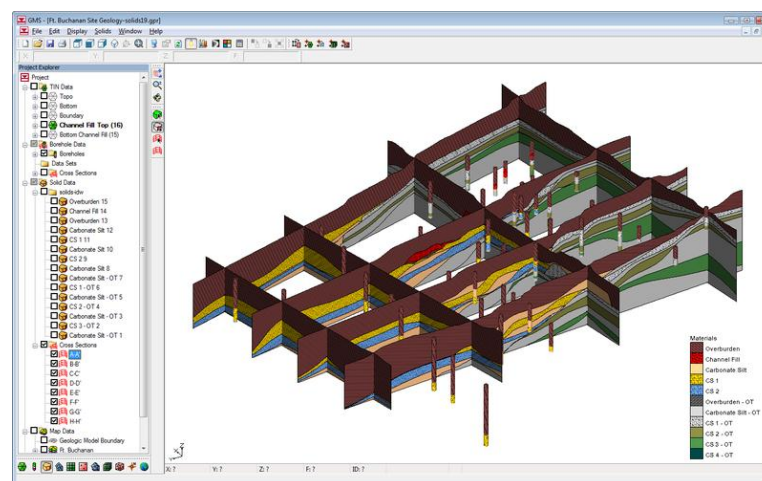 GMS - [Ft. Buchanan Site Geology-solids19.gpr]
File Edit Display Solids Window Help
X: Y: Z: F:
Project Explorer
Project
TIN Data
Topo
Bottom
Boundary
Channel Fill Top (16)
Bottom Channel Fill (15)
Borehole Data
Boreholes
Data Sets
Cross Sections
Solid Data
solids-idw
Overburden 15
Channel Fill 14
Overburden 13
Carbonate Silt 12
CS 1 11
Carbonate Silt 10
CS 2 9
Carbonate Silt 8
Carbonate Silt - OT 7
CS 1 - OT 6
Carbonate Silt - OT 5
CS 2 - OT 4
Carbonate Silt - OT 3
CS 3 - OT 2
Carbonate Silt - OT 1
Cross Sections
A-A'
B-B'
C-C'
D-D'
E-E'
F-F'
G-G'
H-H'
Map Data
Geologic Model Boundary
Ft. Buchanan
Materials
Overburden
Channel Fill
Carbonate Silt
CS 1
CS 2
Overburden - OT
Carbonate Silt - OT
CS 1 - OT
CS 2 - OT
CS 3 - OT
CS 4 - OT
X: ? Y: ? Z: ? F: ? ID: ?